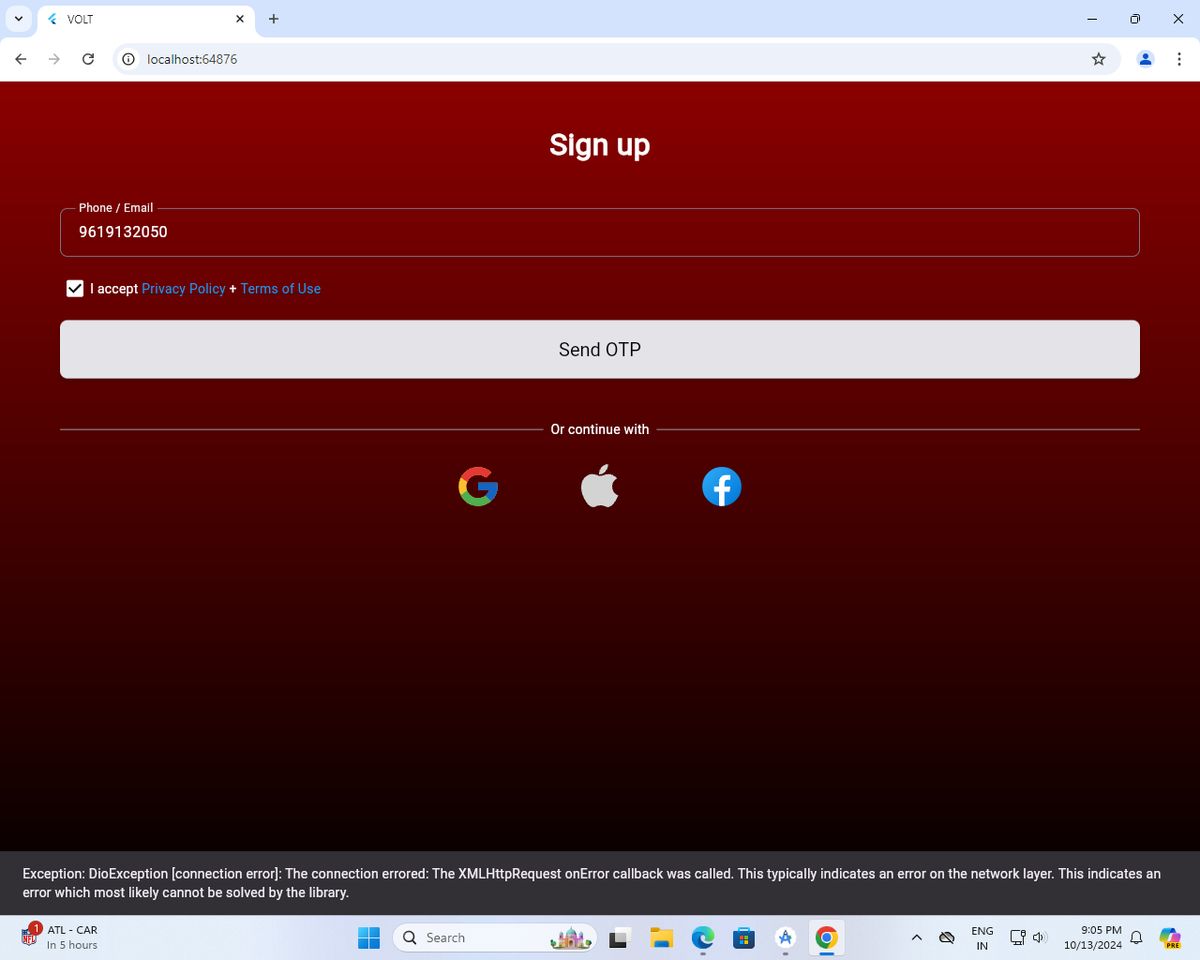 VOLT
localhost:64876
Sign up
Phone / Email
9619132050
I accept Privacy Policy + Terms of Use
Send OTP
Or continue with
Exception: DioException [connection error]: The connection errored: The XMLHttpRequest onError callback was called. This typically indicates an error on the network layer. This indicates an
error which most likely cannot be solved by the library.
1
NFL
ATL - CAR
In 5 hours
Search
ENG
IN
9:05 PM
10/13/2024
PRE